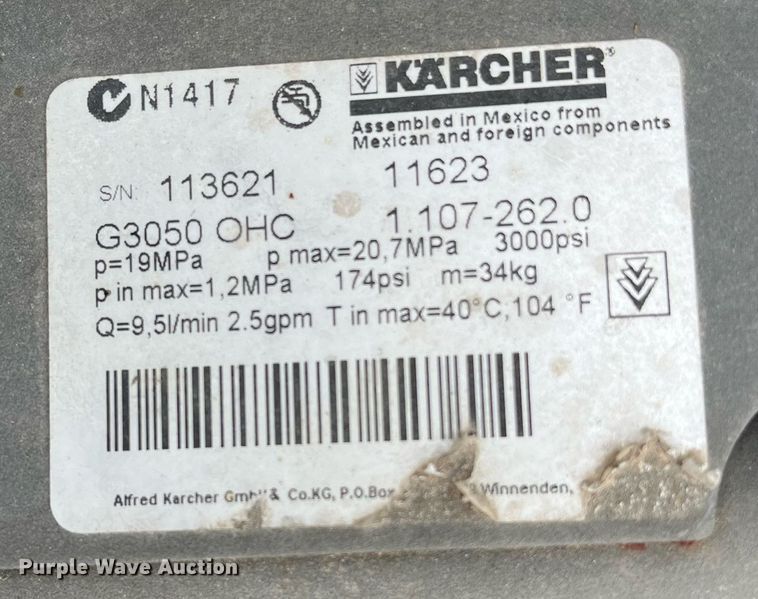 N1417
KÄRCHER®
Assembled in Mexico from
Mexican and foreign components
S/N: 113621 11623
G3050 OHC 1.107-262.0
p=19MPa p max=20,7MPa 3000psi
p in max=1,2MPa 174psi m=34kg
Q=9,5l/min 2.5gpm T in max=40°C,104 °F
Alfred Karcher & Co.KG, P.O.Box Winnenden,
Purple Wave Auction